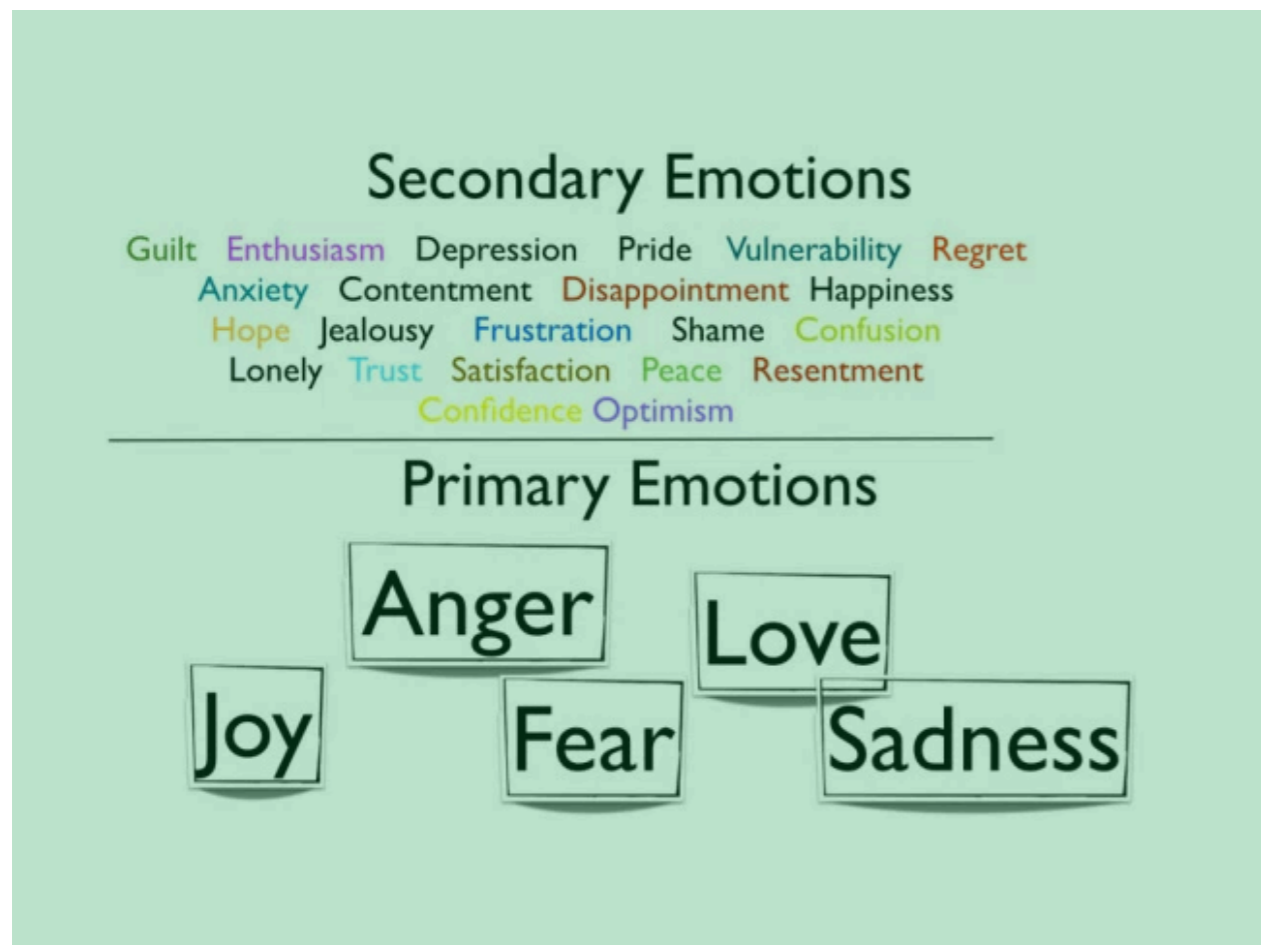 Secondary Emotions
Guilt Enthusiasm Depression Pride Vulnerability Regret
Anxiety Contentment Disappointment Happiness
Hope Jealousy Frustration Shame Confusion
Lonely Trust Satisfaction Peace Resentment
Confidence Optimism
Primary Emotions
Anger Love
Joy Fear Sadness